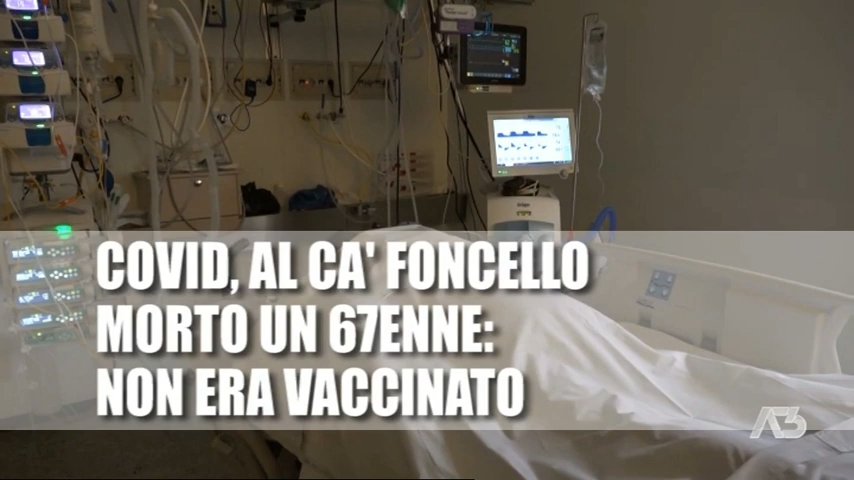 COVID, AL CA' FONCELLO
MORTO UN 67ENNE:
NON ERA VACCINATO
A3